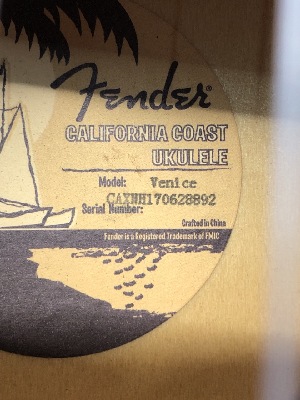 Fender®
CALIFORNIA COAST
UKULELE
Model: Venice
CAXNH170628892
Serial Number:
Crafted in China
Fender is a Registered Trademark of FMIC